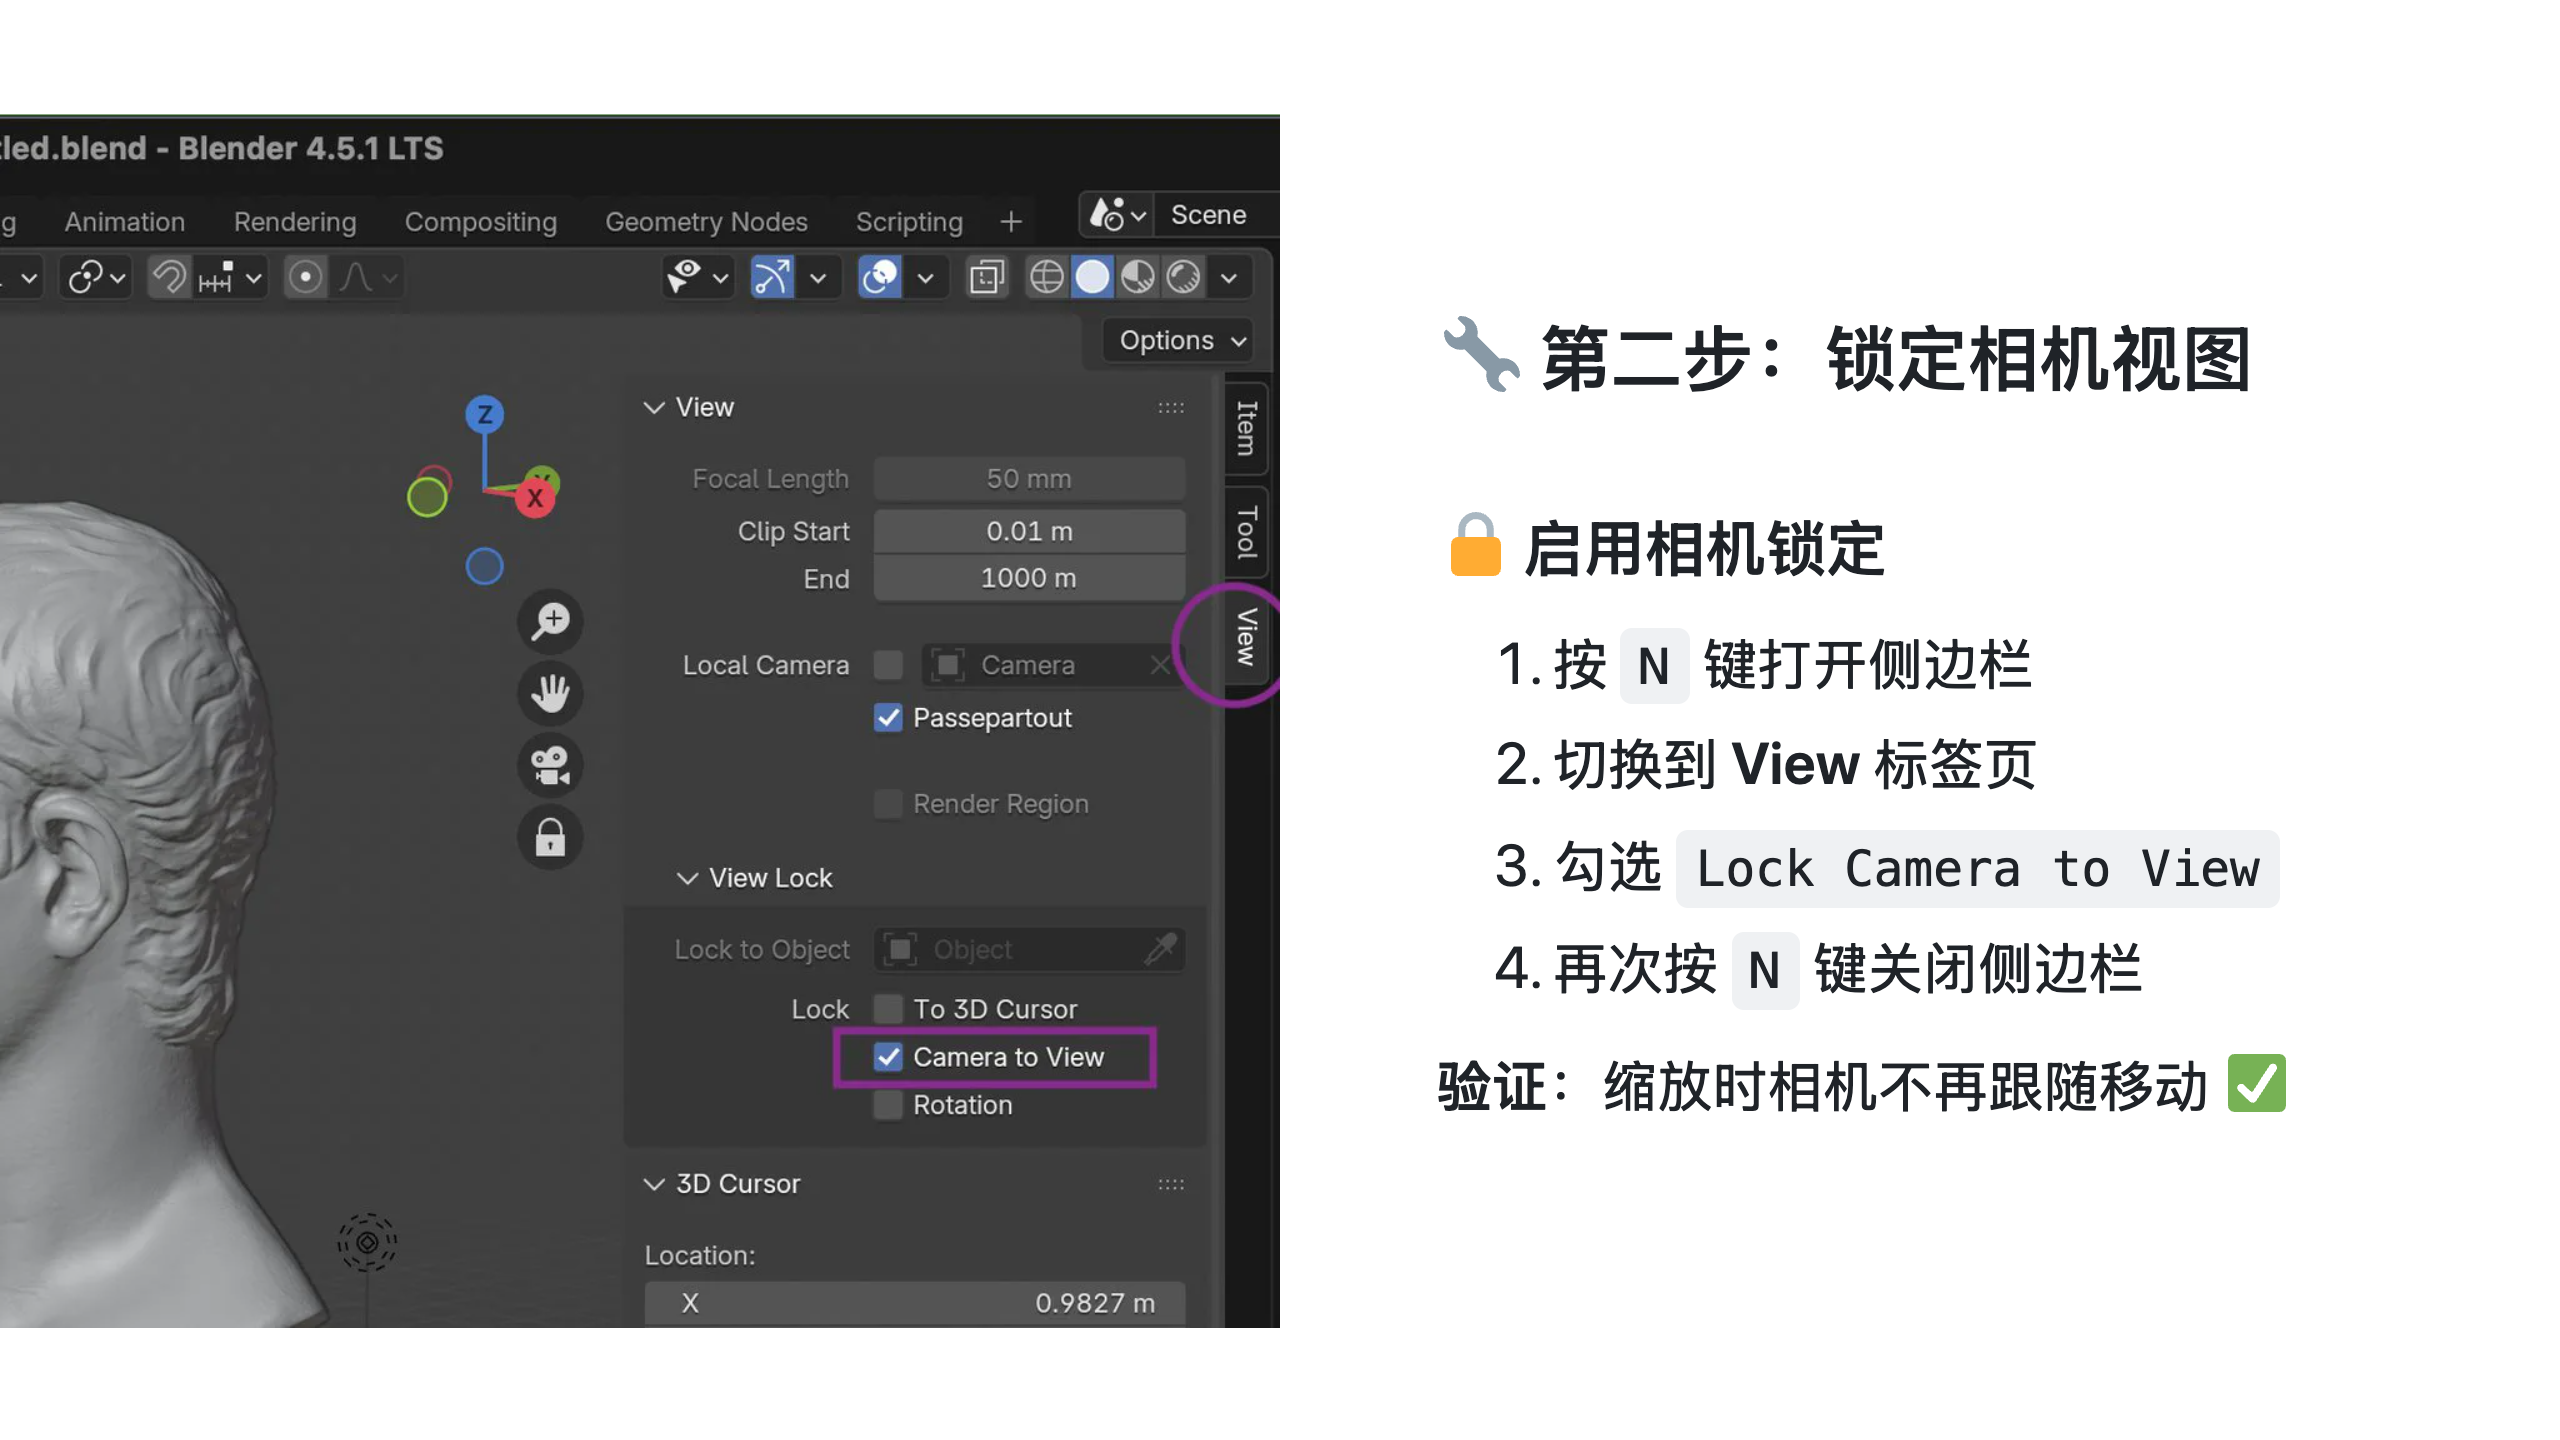 tled.blend - Blender 4.5.1 LTS
g Animation Rendering Compositing Geometry Nodes Scripting + Scene
Options
Item
Tool
View
View
Focal Length 50 mm
Clip Start 0.01 m
End 1000 m
Local Camera Camera
Passepartout
Render Region
View Lock
Lock to Object Object
Lock To 3D Cursor
Camera to View
Rotation
3D Cursor
Location:
X 0.9827 m
Z
Y
X
第二步：锁定相机视图
启用相机锁定
1. 按 N 键打开侧边栏
2. 切换到 View 标签页
3. 勾选 Lock Camera to View
4. 再次按 N 键关闭侧边栏
验证：缩放时相机不再跟随移动